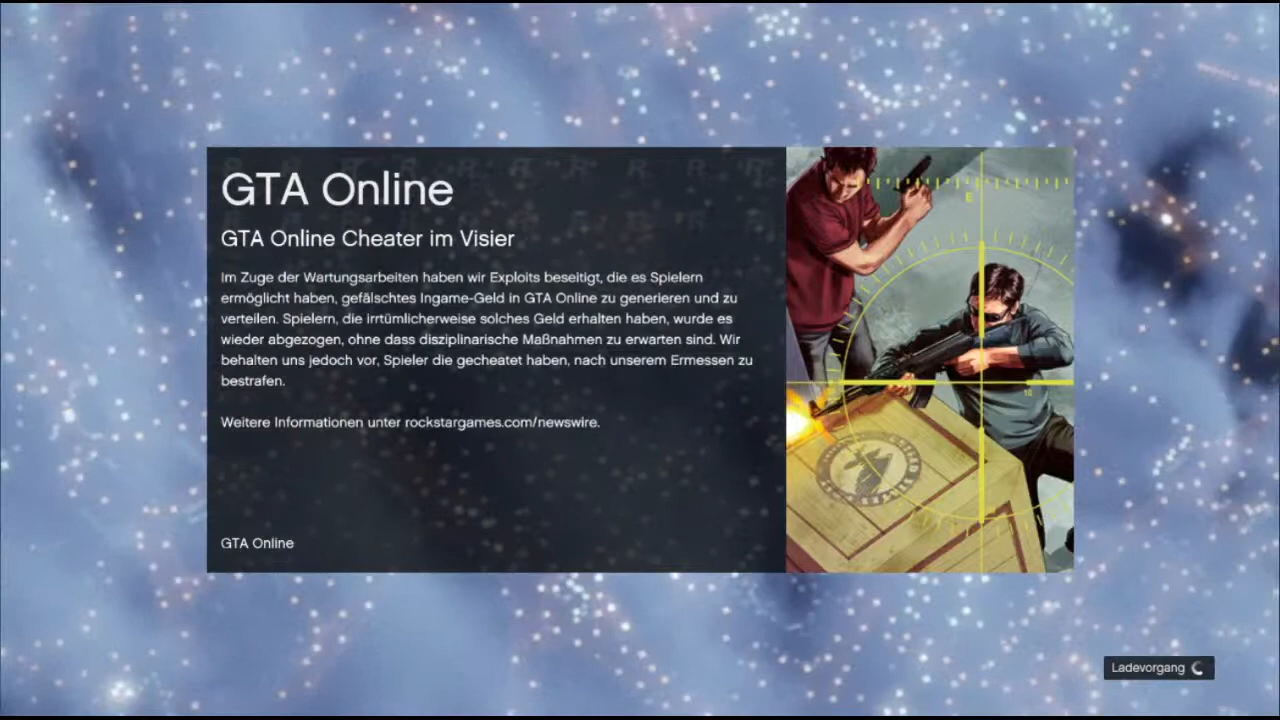 GTA Online
GTA Online Cheater im Visier
Im Zuge der Wartungsarbeiten haben wir Exploits beseitigt, die es Spielern
ermöglicht haben, gefälschtes Ingame-Geld in GTA Online zu generieren und zu
verteilen. Spielern, die irrtümlicherweise solches Geld erhalten haben, wurde es
wieder abgezogen, ohne dass disziplinarische Maßnahmen zu erwarten sind. Wir
behalten uns jedoch vor, Spieler die gecheatet haben, nach unserem Ermessen zu
bestrafen.
Weitere Informationen unter rockstargames.com/newswire.
GTA Online
E
10
Ladevorgang